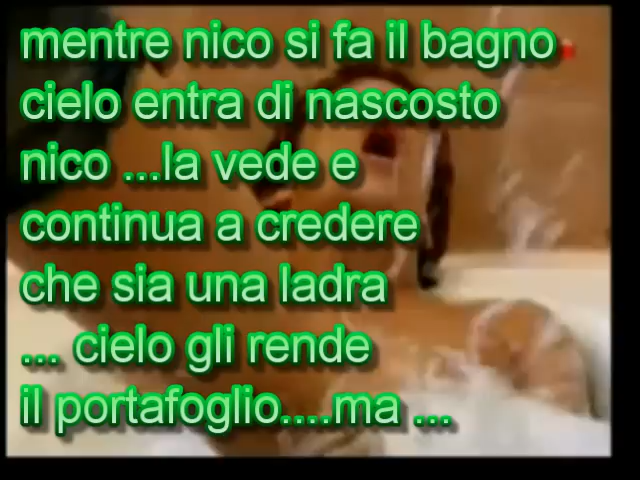 mentre nico si fa il bagno
cielo entra di nascosto
nico ...la vede e
continua a credere
che sia una ladra
... cielo gli rende
il portafoglio....ma ...